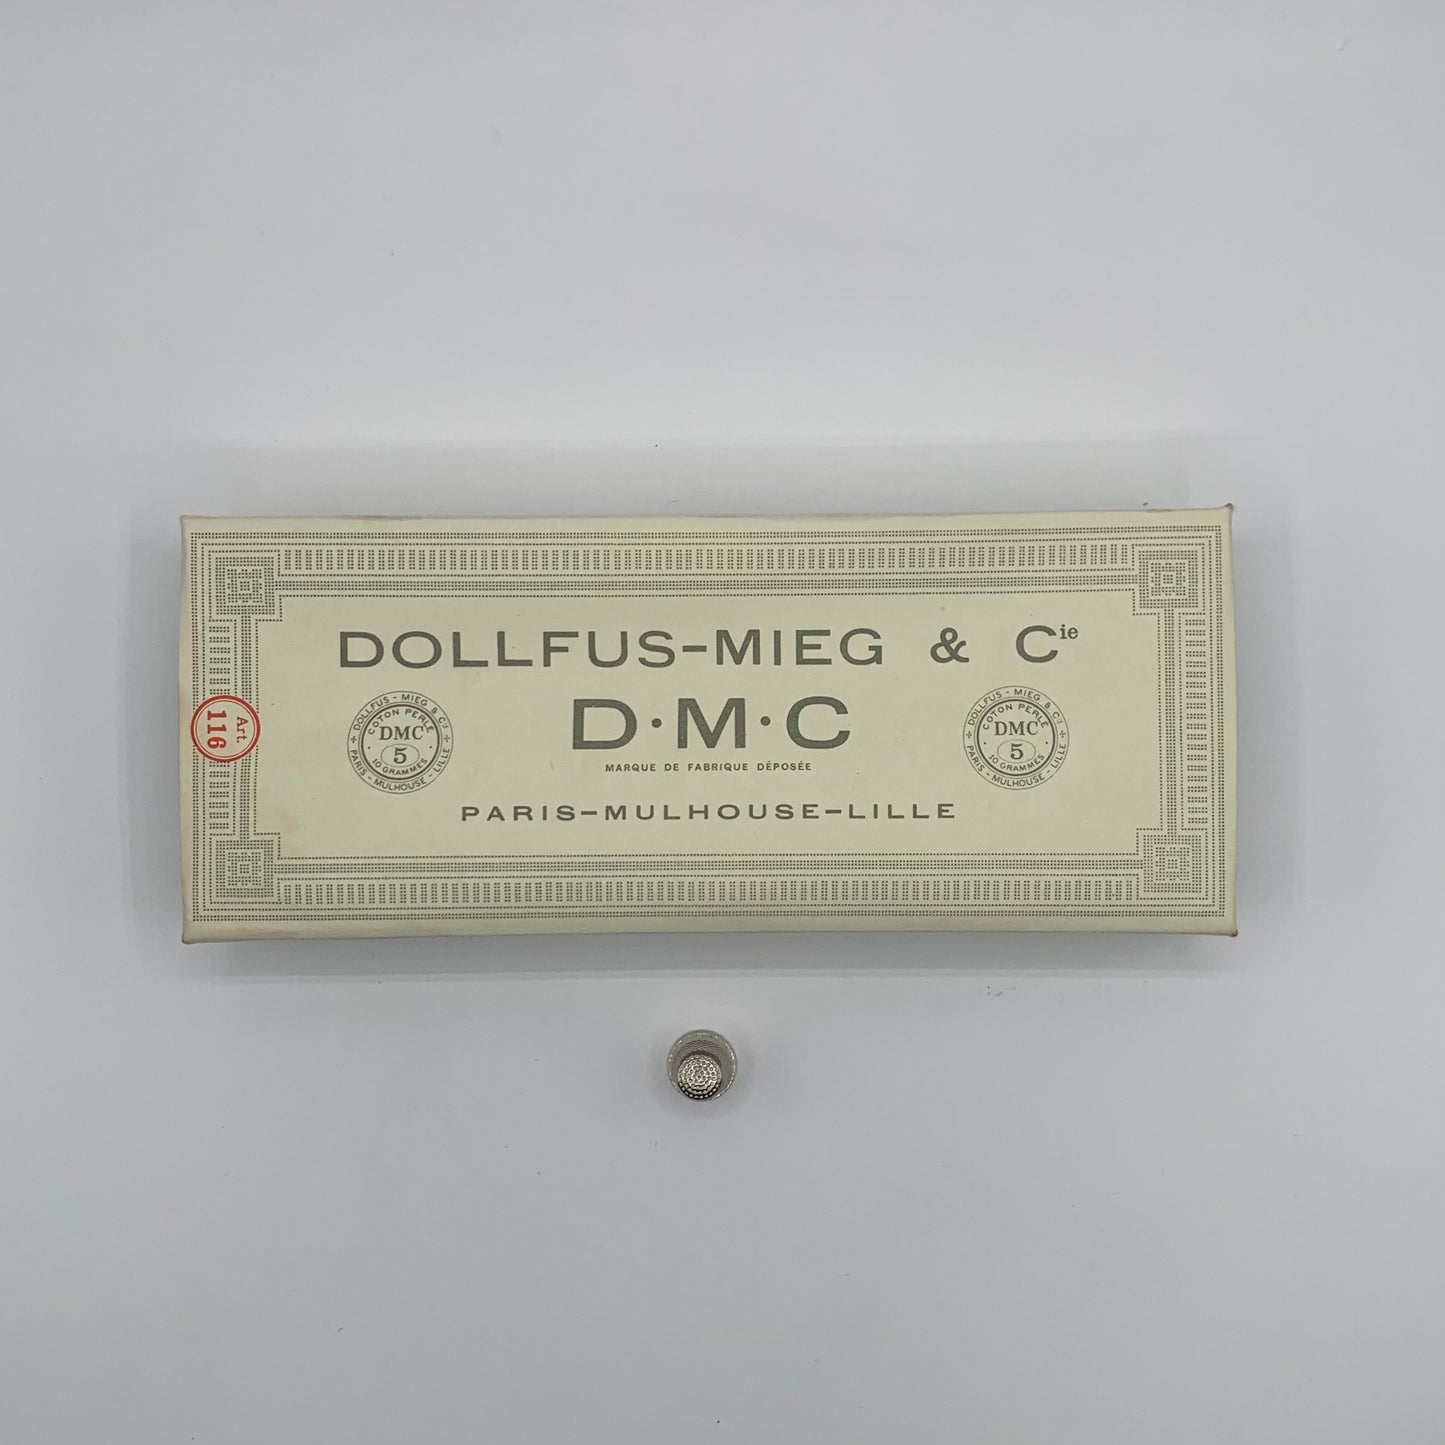 DOLLFUS-MIEG & Cie
D·M·C
MARQUE DE FABRIQUE DÉPOSÉE
PARIS-MULHOUSE-LILLE
Art.
116
DOLLFUS - MIEG & Cie
PARIS - MULHOUSE - LILLE
COTON PERLÉ
DMC
5
10 GRAMMES
DOLLFUS - MIEG & Cie
PARIS - MULHOUSE - LILLE
COTON PERLÉ
DMC
5
10 GRAMMES